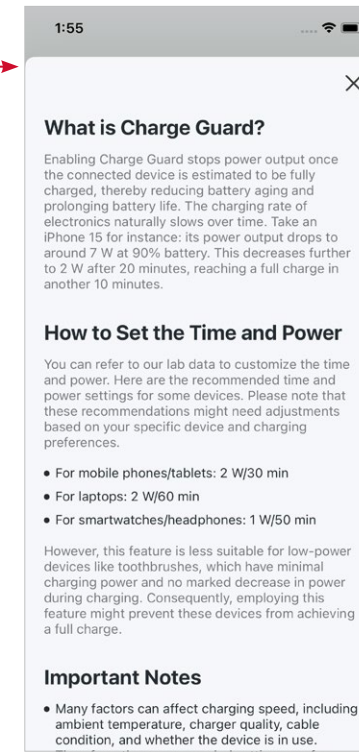 1:55
What is Charge Guard?
Enabling Charge Guard stops power output once
the connected device is estimated to be fully
charged, thereby reducing battery aging and
prolonging battery life. The charging rate of
electronics naturally slows over time. Take an
iPhone 15 for instance: its power output drops to
around 7 W at 90% battery. This decreases further
to 2 W after 20 minutes, reaching a full charge in
another 10 minutes.
How to Set the Time and Power
You can refer to our lab data to customize the time
and power. Here are the recommended time and
power settings for some devices. Please note that
these recommendations might need adjustments
based on your specific device and charging
preferences.
• For mobile phones/tablets: 2 W/30 min
• For laptops: 2 W/60 min
• For smartwatches/headphones: 1 W/50 min
However, this feature is less suitable for low-power
devices like toothbrushes, which have minimal
charging power and no marked decrease in power
during charging. Consequently, employing this
feature might prevent these devices from achieving
a full charge.
Important Notes
• Many factors can affect charging speed, including
ambient temperature, charger quality, cable
condition, and whether the device is in use.